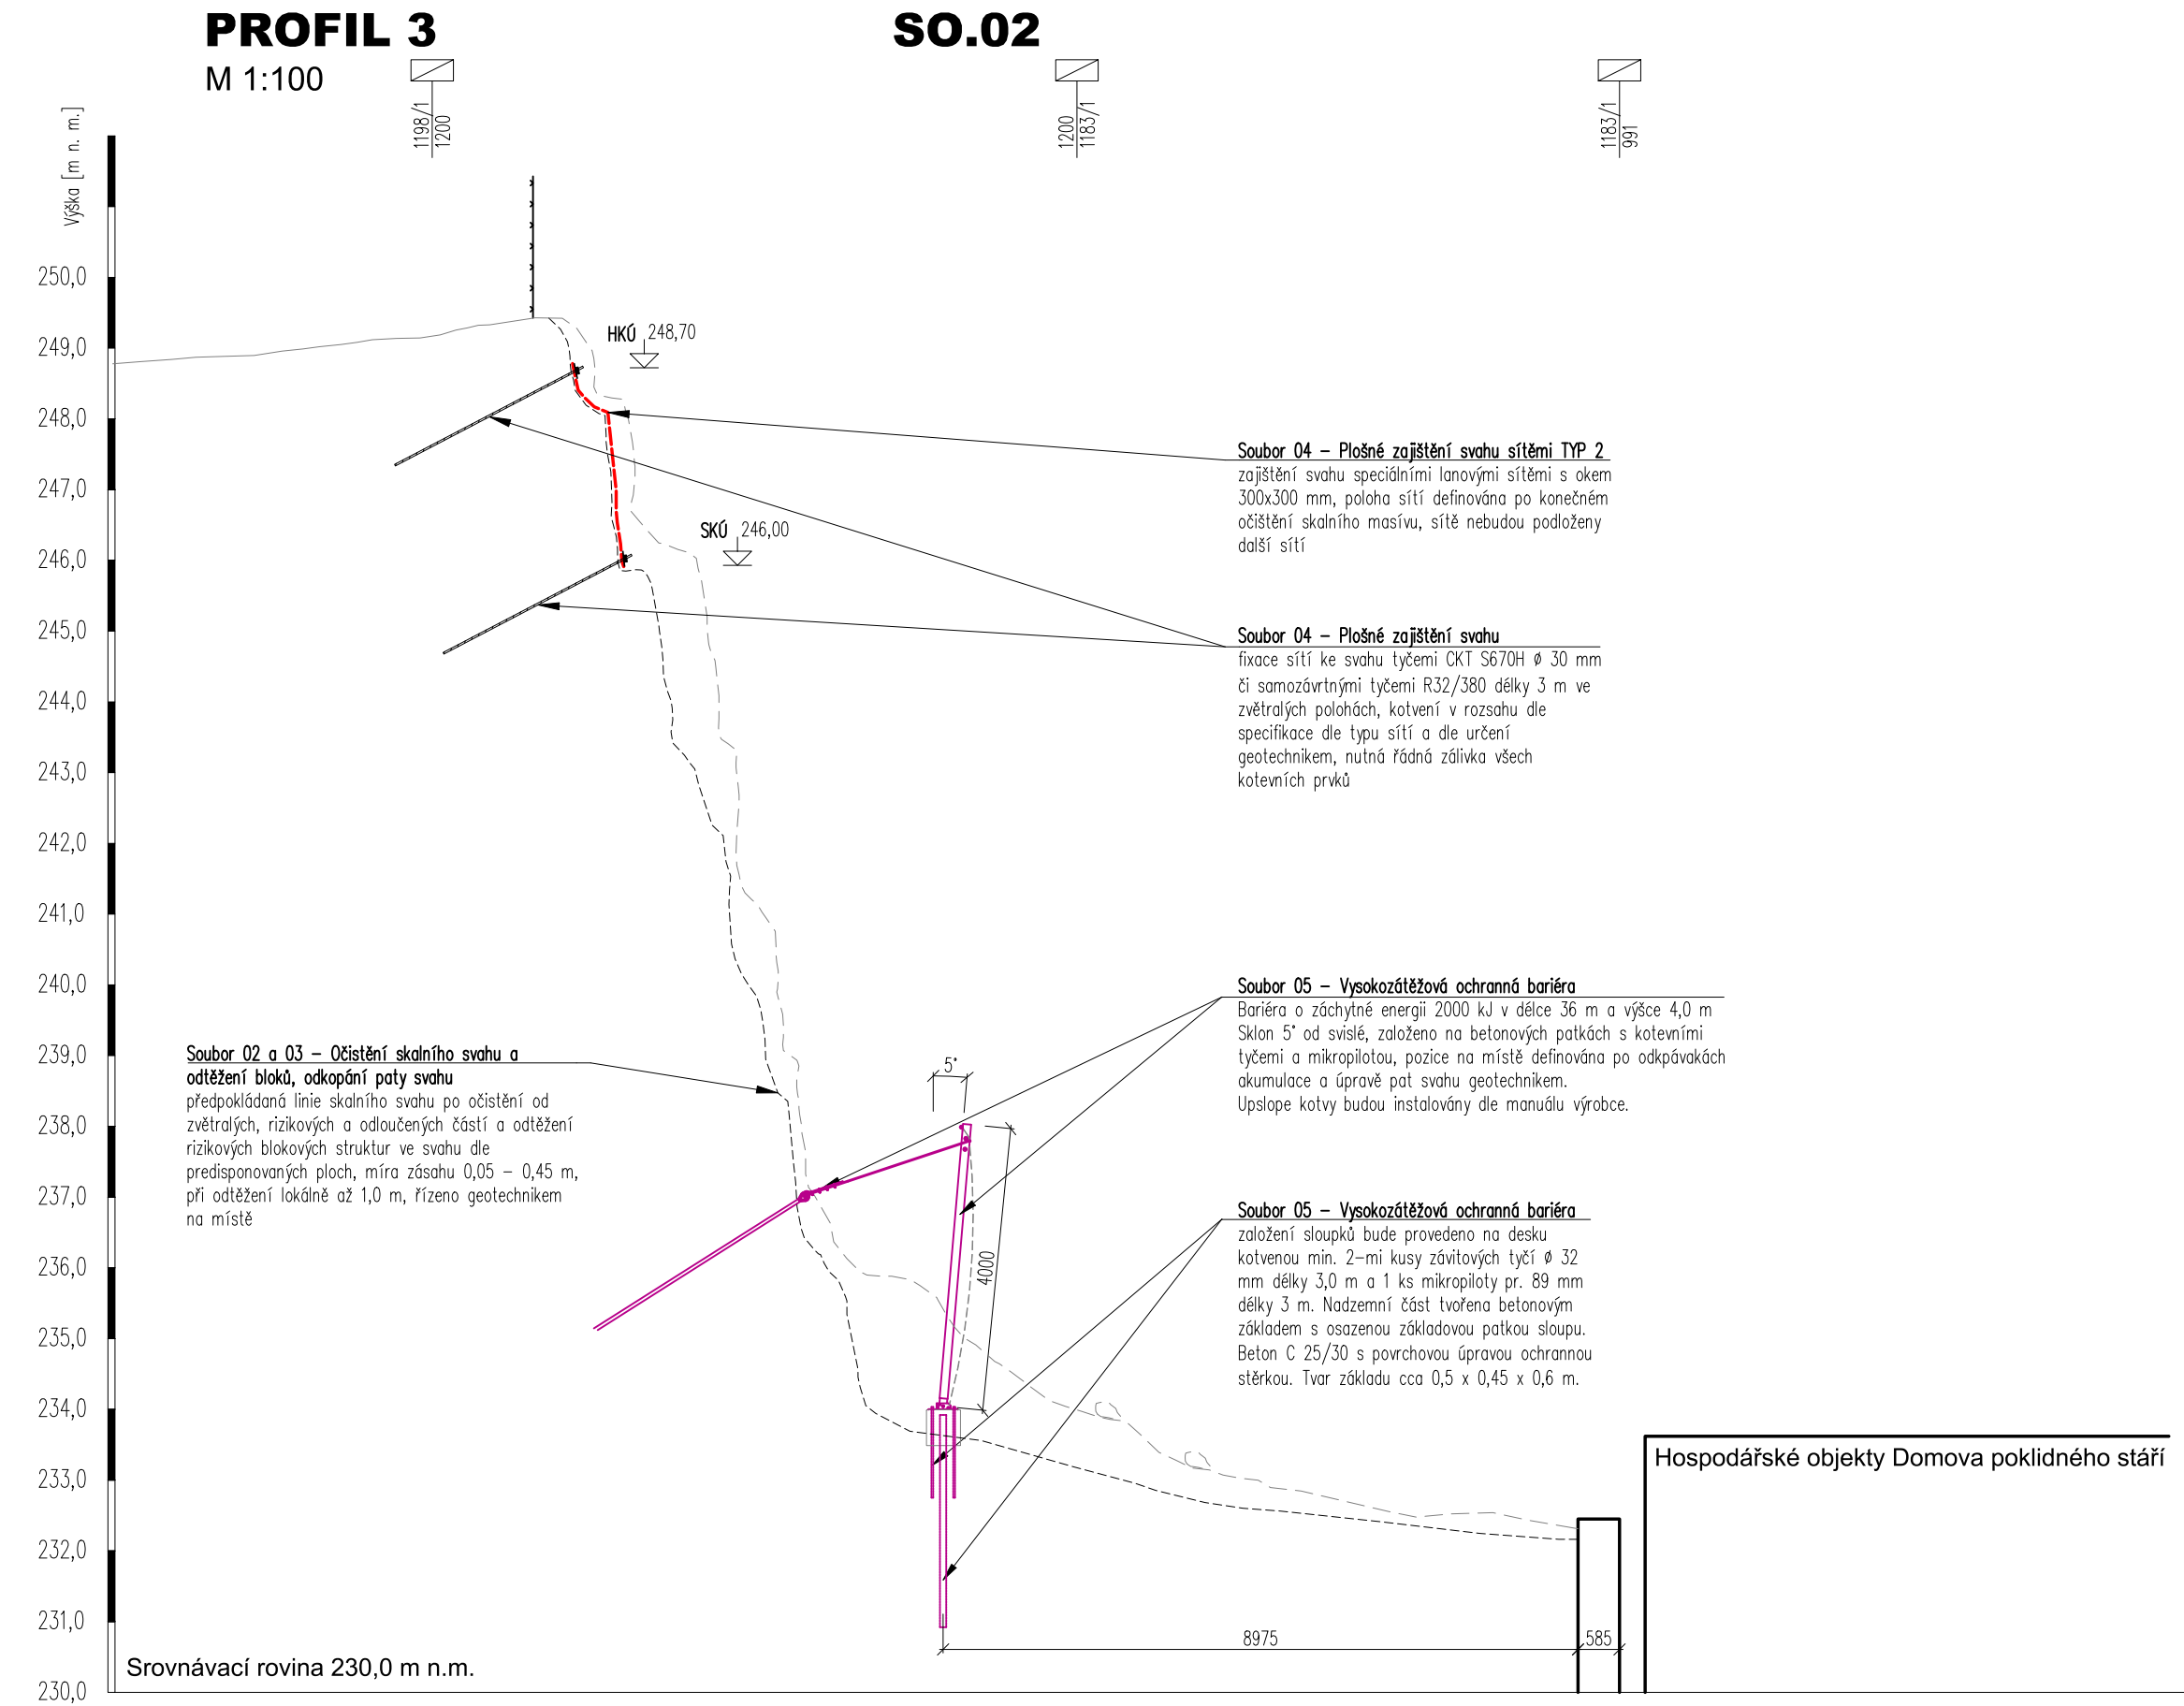 PROFIL 3
SO.02
M 1:100
1198/1
1200
1200
1183/1
1183/1
991
Výška [m n. m.]
250,0
249,0
248,0
247,0
246,0
245,0
244,0
243,0
242,0
241,0
240,0
239,0
238,0
237,0
236,0
235,0
234,0
233,0
232,0
231,0
230,0
HKÚ 248,70
SKÚ 246,00
Soubor 04 – Plošné zajištění svahu sítěmi TYP 2
zajištění svahu speciálními lanovými sítěmi s okem
300x300 mm, poloha sítí definována po konečném
očištění skalního masívu, sítě nebudou podloženy
další sítí
Soubor 04 – Plošné zajištění svahu
fixace sítí ke svahu tyčemi CKT S670H ø 30 mm
či samozávrtnými tyčemi R32/380 délky 3 m ve
zvětralých polohách, kotvení v rozsahu dle
specifikace dle typu sítí a dle určení
geotechnikem, nutná řádná zálivka všech
kotevních prvků
Soubor 05 – Vysokozátěžová ochranná bariéra
Bariéra o záchytné energii 2000 kJ v délce 36 m a výšce 4,0 m
Sklon 5° od svislé, založeno na betonových patkách s kotevními
tyčemi a mikropilotou, pozice na místě definována po odkpávakách
akumulace a úpravě pat svahu geotechnikem.
Upslope kotvy budou instalovány dle manuálu výrobce.
Soubor 02 a 03 – Očistění skalního svahu a
odtěžení bloků, odkopání paty svahu
předpokládaná linie skalního svahu po očistění od
zvětralých, rizikových a odloučených částí a odtěžení
rizikových blokových struktur ve svahu dle
predisponovaných ploch, míra zásahu 0,05 – 0,45 m,
při odtěžení lokálně až 1,0 m, řízeno geotechnikem
na místě
5°
4000
Soubor 05 – Vysokozátěžová ochranná bariéra
založení sloupků bude provedeno na desku
kotvenou min. 2–mi kusy závitových tyčí ø 32
mm délky 3,0 m a 1 ks mikropiloty pr. 89 mm
délky 3 m. Nadzemní část tvořena betonovým
základem s osazenou základovou patkou sloupu.
Beton C 25/30 s povrchovou úpravou ochrannou
stěrkou. Tvar základu cca 0,5 x 0,45 x 0,6 m.
Hospodářské objekty Domova poklidného stáří
8975
585
Srovnávací rovina 230,0 m n.m.